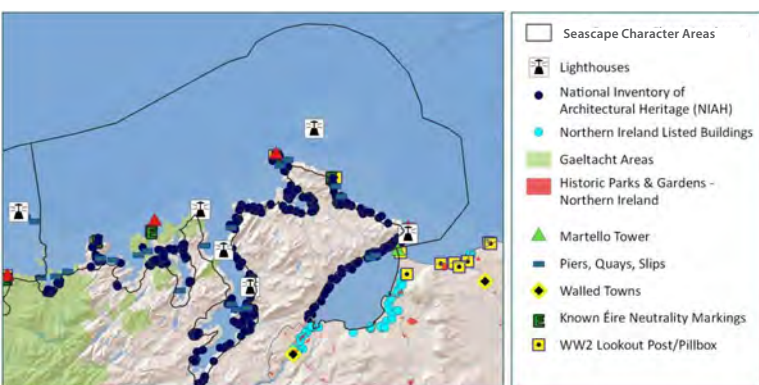 Seascape Character Areas
Lighthouses
National Inventory of
Architectural Heritage (NIAH)
Northern Ireland Listed Buildings
Gaeltacht Areas
Historic Parks & Gardens -
Northern Ireland
Martello Tower
Piers, Quays, Slips
Walled Towns
Known Éire Neutrality Markings
WW2 Lookout Post/Pillbox